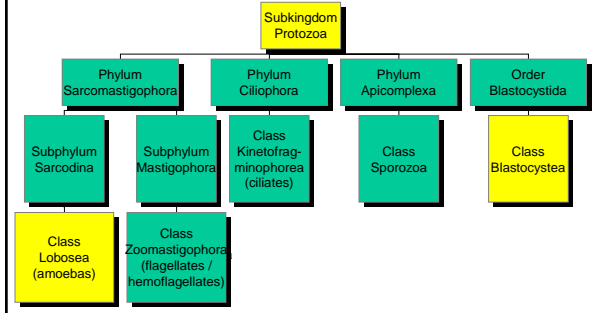 Subkingdom
Protozoa
Phylum
Sarcomastigophora
Phylum
Ciliophora
Phylum
Apicomplexa
Order
Blastocystida
Subphylum
Sarcodina
Subphylum
Mastigophora
Class
Kinetofrag-
minophorea
(ciliates)
Class
Sporozoa
Class
Blastocystea
Class
Lobosea
(amoebas)
Class
Zoomastigophora
(flagellates /
hemoflagellates)